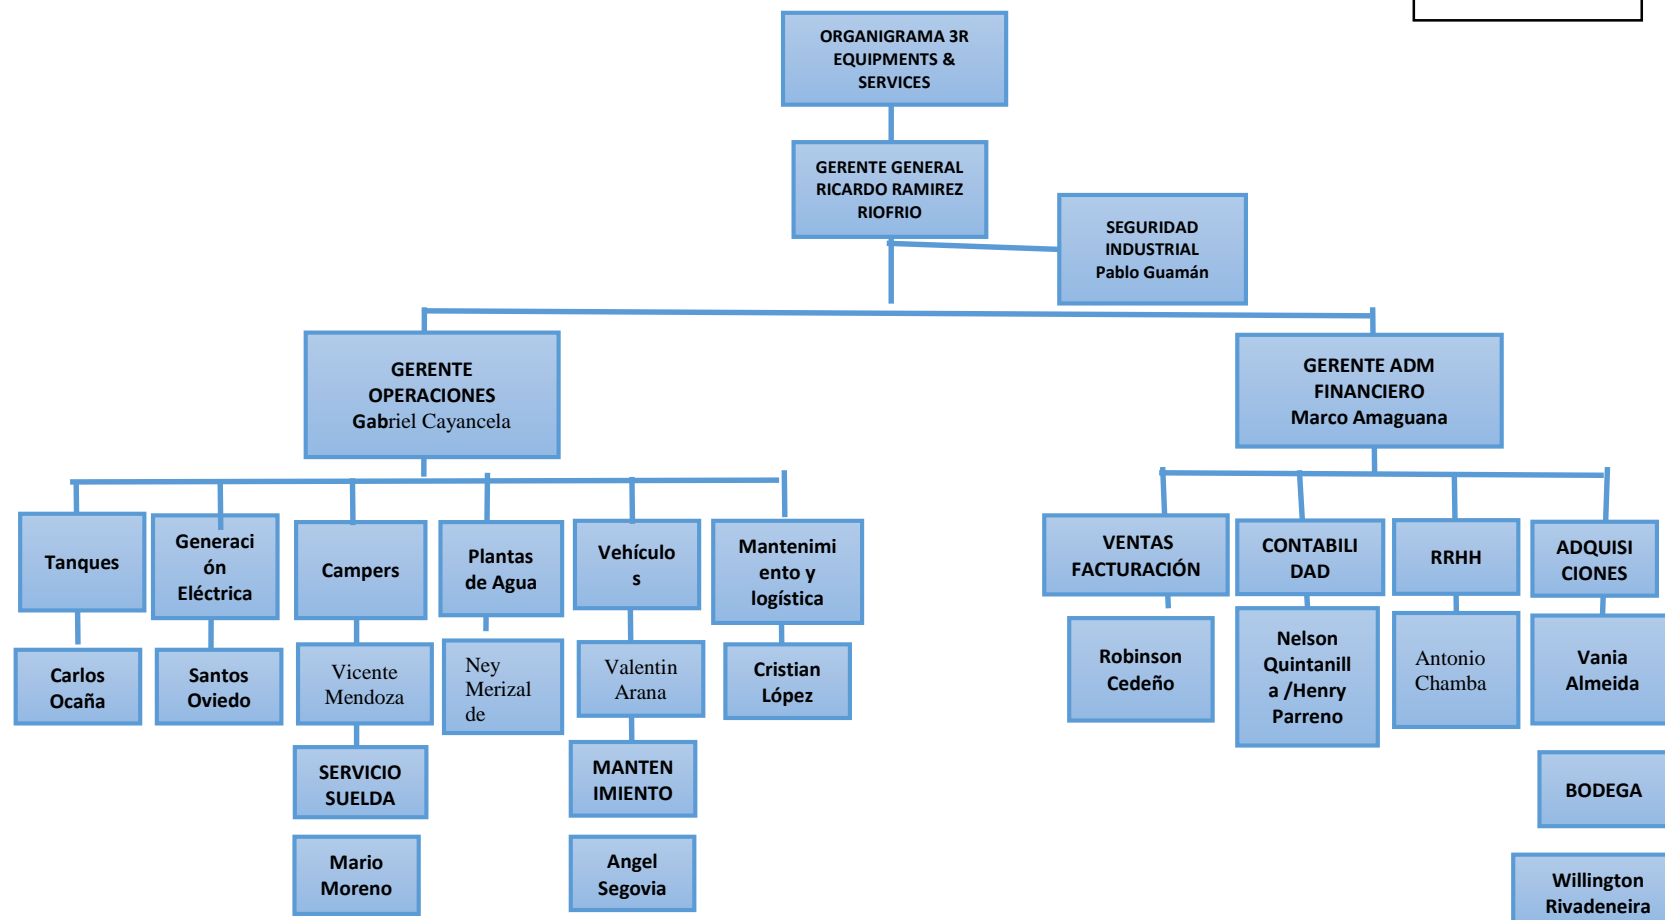 ORGANIGRAMA 3R
EQUIPMENTS &
SERVICES
GERENTE GENERAL
RICARDO RAMIREZ
RIOFRIO
SEGURIDAD
INDUSTRIAL
Pablo Guamán
GERENTE
OPERACIONES
Gabriel Cayancela
GERENTE ADM
FINANCIERO
Marco Amaguana
Tanques
Generaci
ón
Eléctrica
Campers
Plantas
de Agua
Vehículo
s
Mantenimi
ento y
logística
VENTAS
FACTURACIÓN
CONTABILI
DAD
RRHH
ADQUISI
CIONES
Carlos
Ocaña
Santos
Oviedo
Vicente
Mendoza
Ney
Merizal
de
Valentin
Arana
Cristian
López
Robinson
Cedeño
Nelson
Quintanill
a /Henry
Parreno
Antonio
Chamba
Vania
Almeida
SERVICIO
SUELDA
MANTEN
IMIENTO
BODEGA
Mario
Moreno
Angel
Segovia
Willington
Rivadeneira